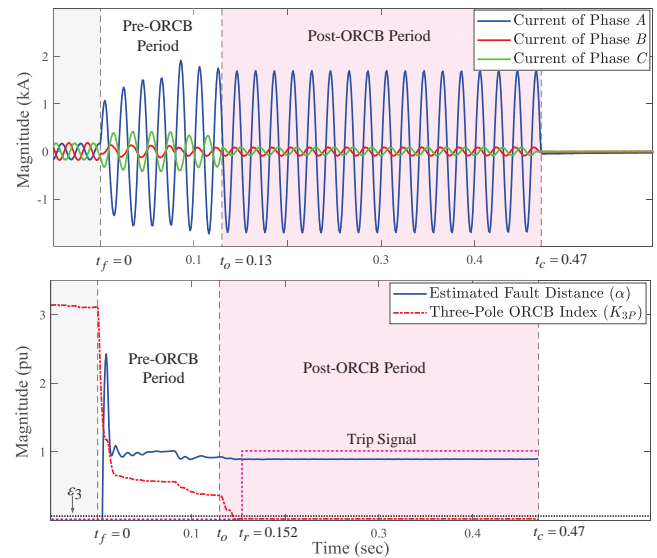 Current of Phase A
Current of Phase B
Current of Phase C
Pre-ORCB
Period
Post-ORCB Period
Magnitude (kA)
2
1
0
-1
t_f = 0
0.1
t_o = 0.13
0.3
0.4
t_c = 0.47
Estimated Fault Distance (α)
Three-Pole ORCB Index (K_{3P})
Pre-ORCB
Period
Post-ORCB Period
Trip Signal
Magnitude (pu)
3
2
1
ε_3
t_f = 0
0.1
t_o
t_r = 0.152
0.3
0.4
t_c = 0.47
Time (sec)